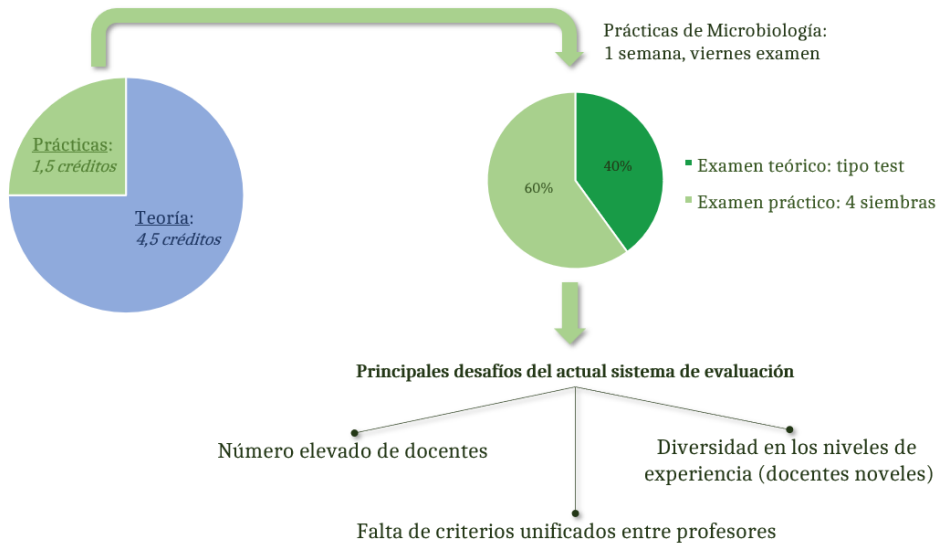 Prácticas de Microbiología:
1 semana, viernes examen
Prácticas:
1,5 créditos
Teoría:
4,5 créditos
40%
60%
Examen teórico: tipo test
Examen práctico: 4 siembras
Principales desafíos del actual sistema de evaluación
Número elevado de docentes
Diversidad en los niveles de
experiencia (docentes noveles)
Falta de criterios unificados entre profesores